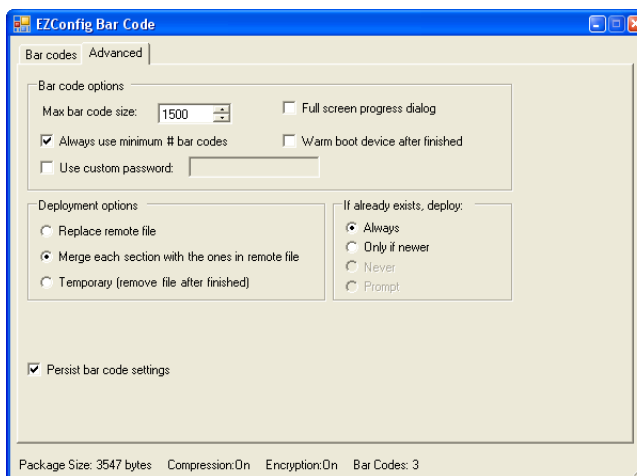 EZConfig Bar Code
Bar codes Advanced
Bar code options
Max bar code size: 1500
Full screen progress dialog
Always use minimum # bar codes
Warm boot device after finished
Use custom password:
Deployment options
Replace remote file
Merge each section with the ones in remote file
Temporary (remove file after finished)
If already exists, deploy:
Always
Only if newer
Never
Prompt
Persist bar code settings
Package Size: 3547 bytes Compression:On Encryption:On Bar Codes: 3